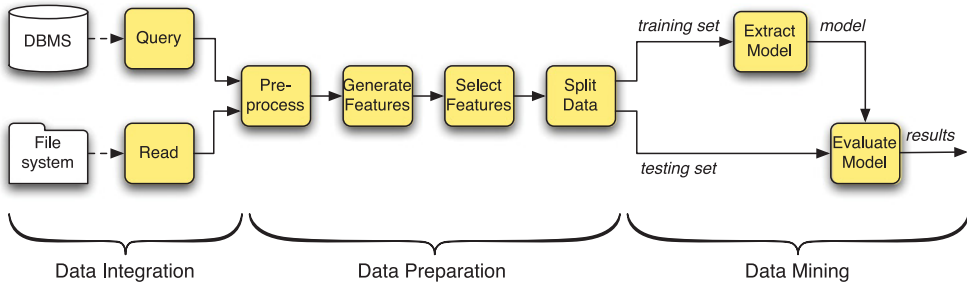 DBMS
Query
File
system
Read
Pre-
process
Generate
Features
Select
Features
Split
Data
training set
Extract
Model
model
testing set
Evaluate
Model
results
Data Integration
Data Preparation
Data Mining